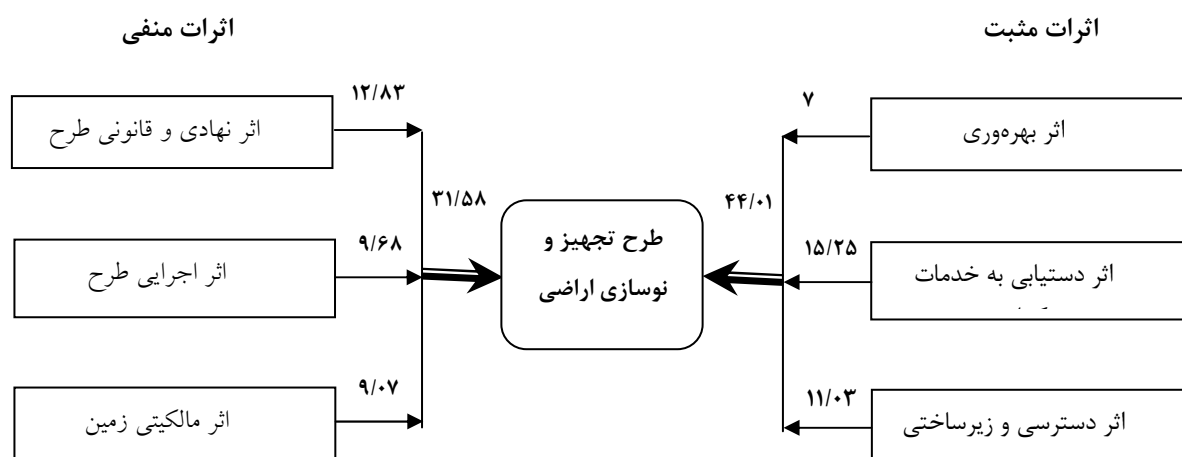 اثرات مثبت
اثرات منفی
۷
۱۲/۸۳
اثر بهره‌وری
اثر نهادی و قانونی طرح
۴۴/۰۱
۳۱/۵۸
طرح تجهیز و
نوسازی اراضی
۱۵/۲۵
۹/۶۸
اثر دستیابی به خدمات
اثر اجرایی طرح
۱۱/۰۳
۹/۰۷
اثر دسترسی و زیرساختی
اثر مالکیتی زمین